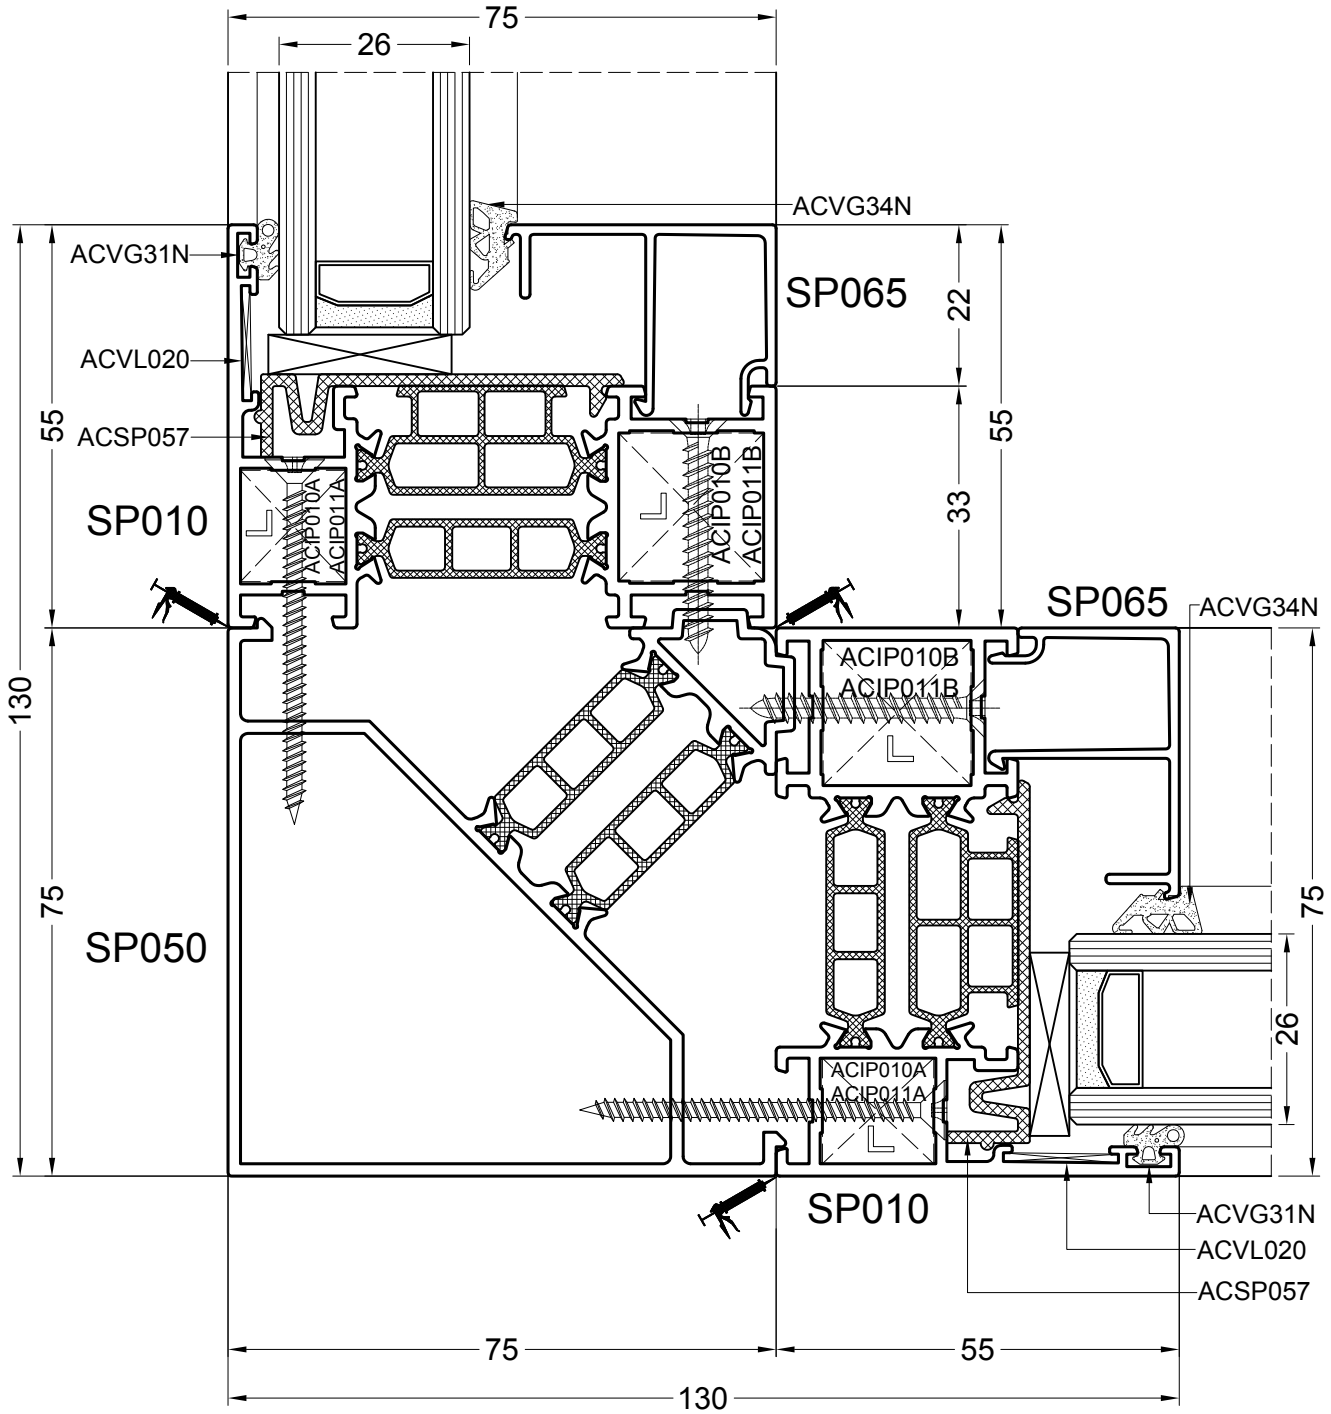 75
26
ACVG34N
ACVG31N
SP065
22
55
ACVL020
55
ACSP057
ACIP010A
ACIP011A
L
L
ACIP010B
ACIP011B
33
SP010
SP065
ACVG34N
130
ACIP010B
ACIP011B
L
75
SP050
75
26
ACIP010A
ACIP011A
L
SP010
ACVG31N
ACVL020
ACSP057
75
55
130